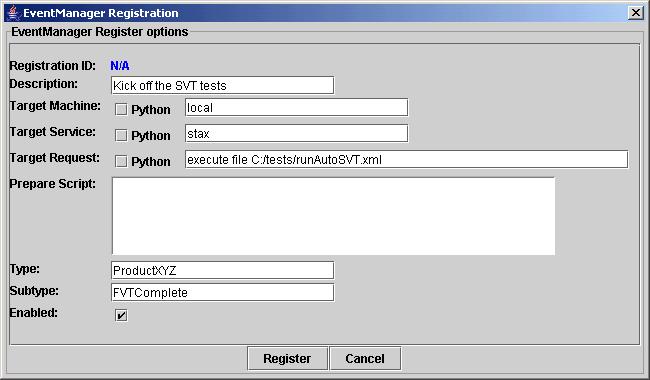 EventManager Registration
EventManager Register options
Registration ID: N/A
Description: Kick off the SVT tests
Target Machine: Python local
Target Service: Python stax
Target Request: Python execute file C:/tests/runAutoSVT.xml
Prepare Script:
Type: ProductXYZ
Subtype: FVTComplete
Enabled:
Register Cancel